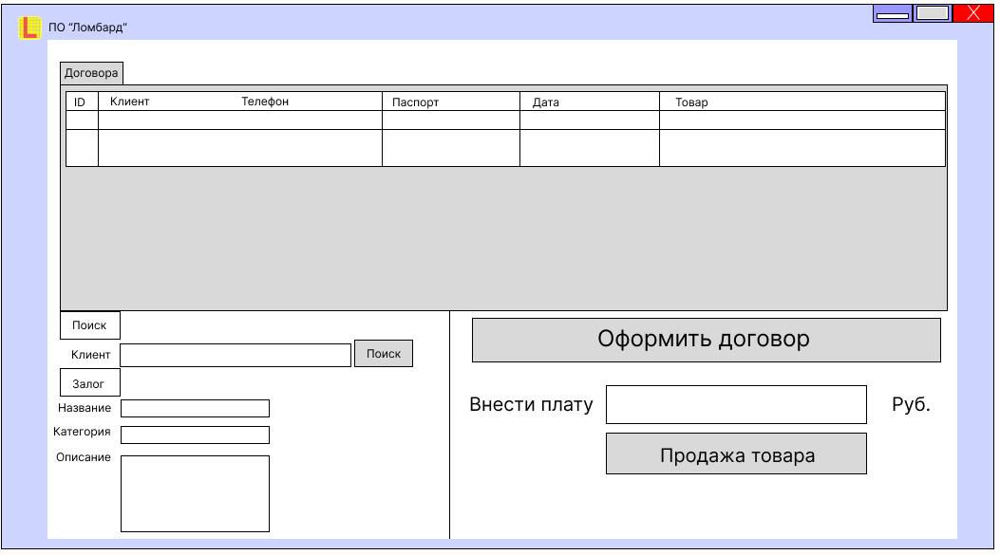 L ПО “Ломбард” X
Договора
ID Клиент Телефон Паспорт Дата Товар
Поиск
Клиент Поиск
Залог
Название
Категория
Описание
Оформить договор
Внести плату Руб.
Продажа товара